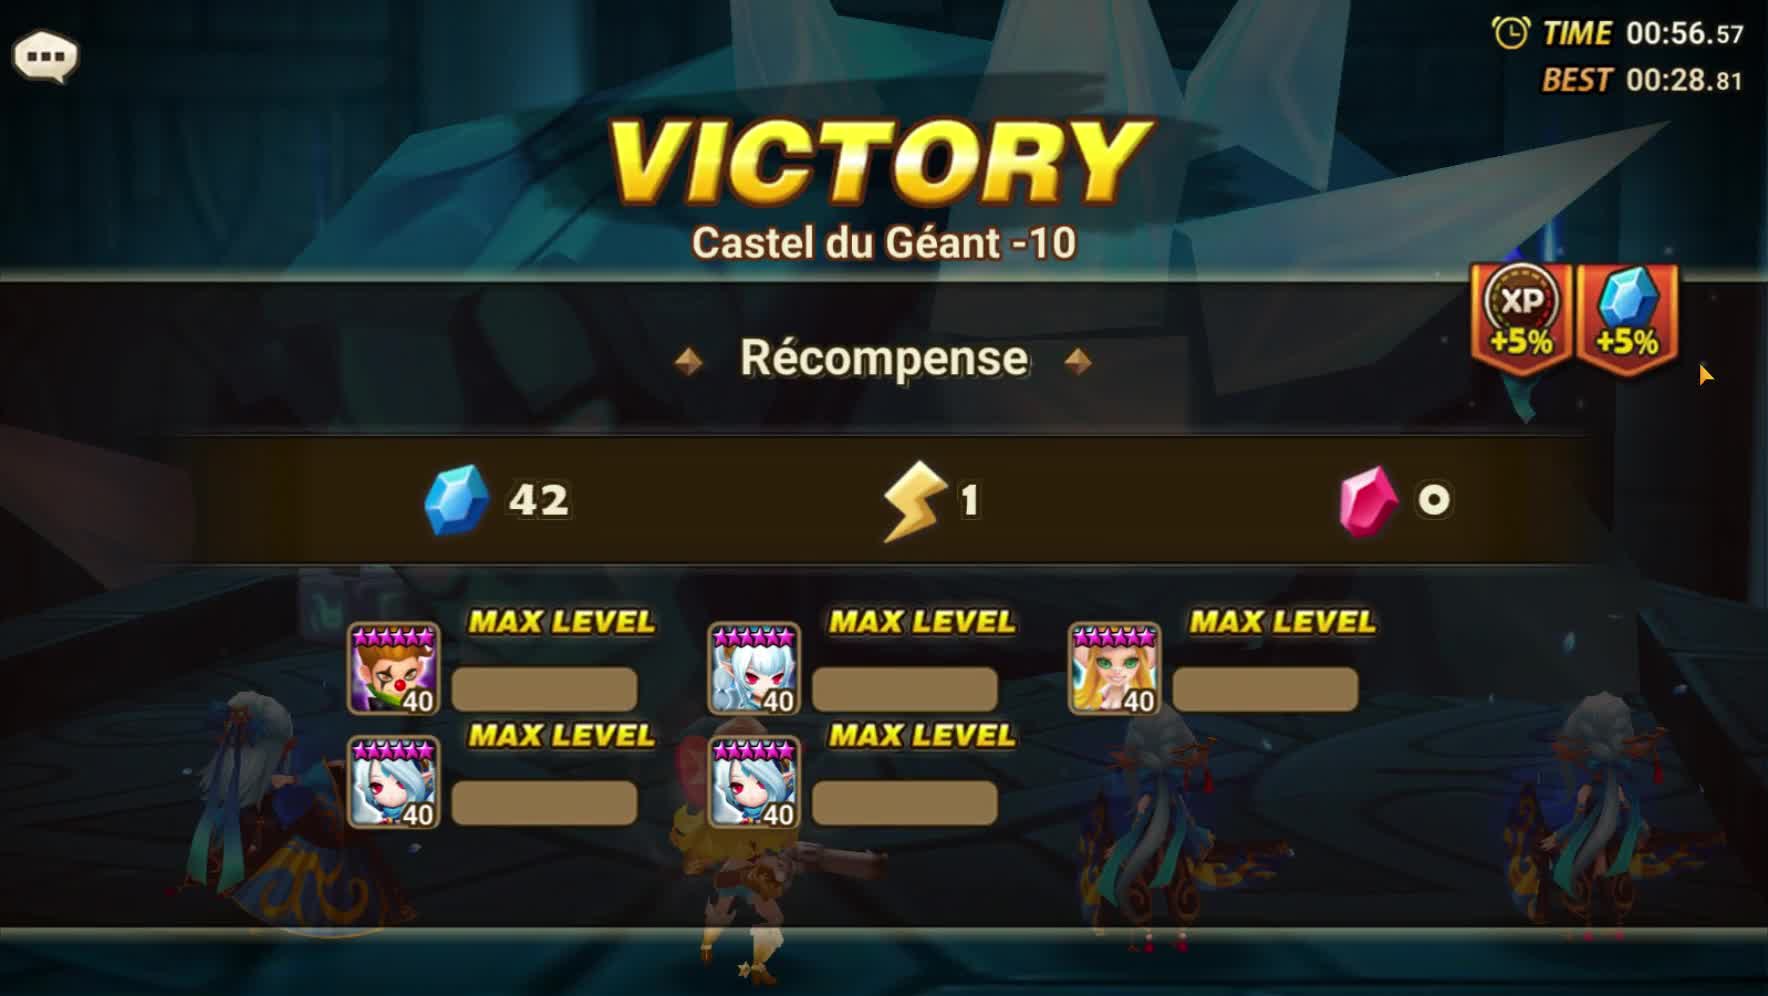 TIME 00:56.57
BEST 00:28.81
VICTORY
Castel du Géant -10
XP +5%
+5%
Récompense
42
1
0
MAX LEVEL
MAX LEVEL
MAX LEVEL
40
40
40
MAX LEVEL
MAX LEVEL
40
40